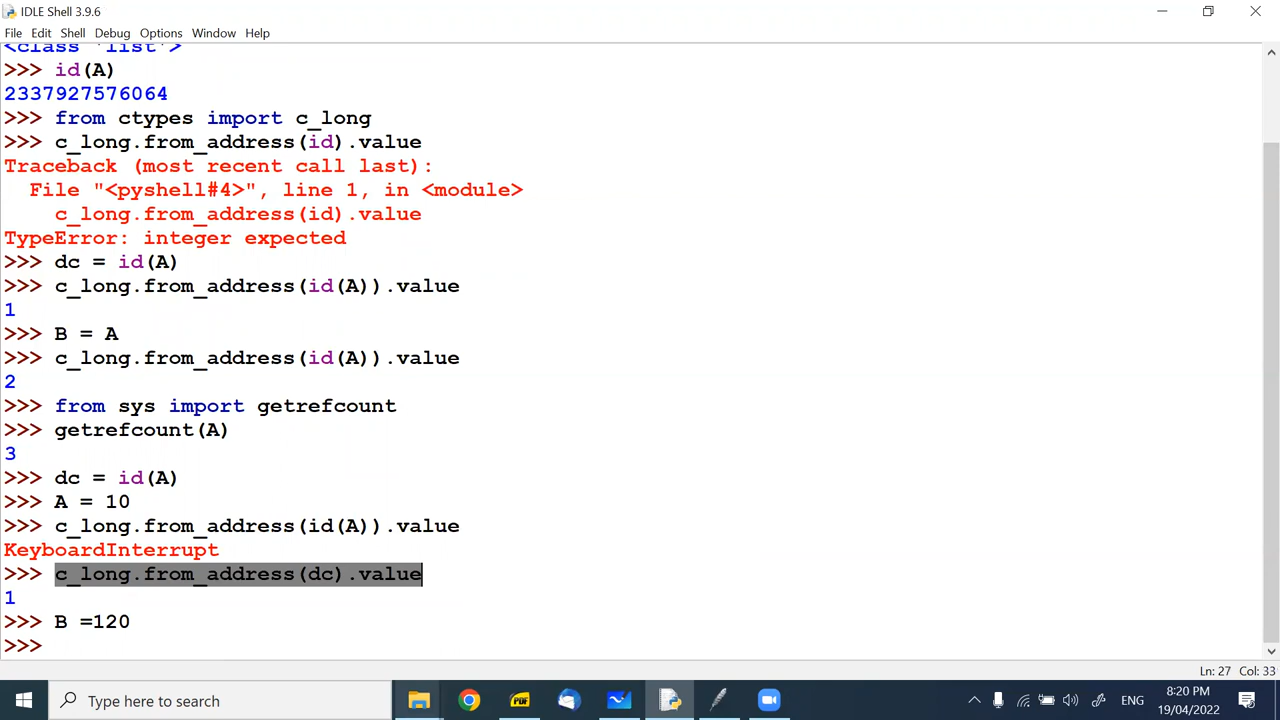 IDLE Shell 3.9.6
File Edit Shell Debug Options Window Help
<class 'list'>
>>> id(A)
2337927576064
>>> from ctypes import c_long
>>> c_long.from_address(id).value
Traceback (most recent call last):
  File "<pyshell#4>", line 1, in <module>
    c_long.from_address(id).value
TypeError: integer expected
>>> dc = id(A)
>>> c_long.from_address(id(A)).value
1
>>> B = A
>>> c_long.from_address(id(A)).value
2
>>> from sys import getrefcount
>>> getrefcount(A)
3
>>> dc = id(A)
>>> A = 10
>>> c_long.from_address(id(A)).value
KeyboardInterrupt
>>> c_long.from_address(dc).value
1
>>> B =120
>>>
Ln: 27 Col: 33
Type here to search
PDF
ENG
8:20 PM
19/04/2022